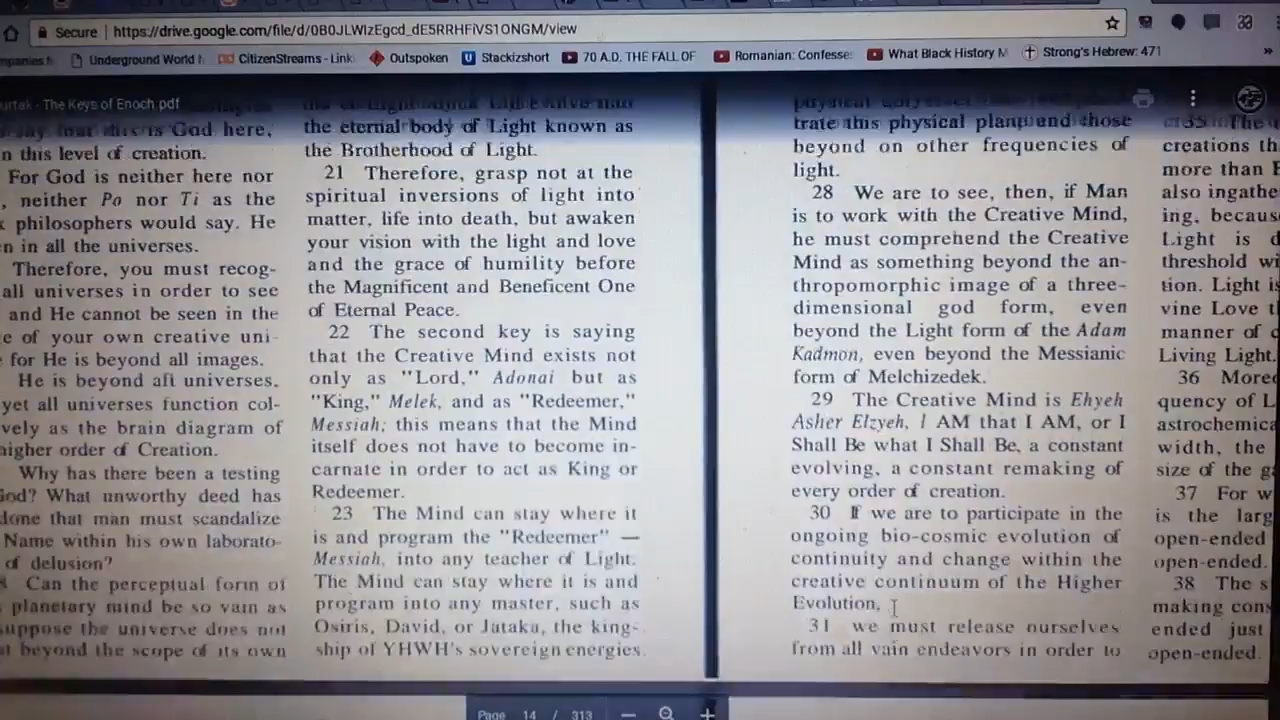 Secure | https://drive.google.com/file/d/0B0JLWIzEgcd_dE5RRHFiVS1ONGM/view
Underground World
CitizenStreams - Link
Outspoken
Stackizshort
70 A.D. THE FALL OF
Romanian: Confesse
What Black History M
Strong's Hebrew: 471
- The Keys of Enoch.pdf
is God here,
n this level of creation.
For God is neither here nor
, neither Po nor Ti as the
philosophers would say. He
n in all the universes.
Therefore, you must recog-
all universes in order to see
and He cannot be seen in the
e of your own creative uni-
for He is beyond all images.
He is beyond aft universes,
yet all universes function col-
vely as the brain diagram of
higher order of Creation.
Why has there been a testing
God? What unworthy deed has
done that man must scandalize
Name within his own laborato-
of delusion?
Can the perceptual form of
planetary mind be so vain as
suppose the universe does not
t beyond the scope of its own
the eternal body of Light known as
the Brotherhood of Light.
21 Therefore, grasp not at the
spiritual inversions of light into
matter, life into death, but awaken
your vision with the light and love
and the grace of humility before
the Magnificent and Beneficent One
of Eternal Peace.
22 The second key is saying
that the Creative Mind exists not
only as "Lord," Adonai but as
"King," Melek, and as "Redeemer,"
Messiah; this means that the Mind
itself does not have to become in-
carnate in order to act as King or
Redeemer.
23 The Mind can stay where it
is and program the "Redeemer" —
Messiah, into any teacher of Light.
The Mind can stay where it is and
program into any master, such as
Osiris, David, or Jataka, the king-
ship of YHWH's sovereign energies.
trate this physical plane and those
beyond on other frequencies of
light.
28 We are to see, then, if Man
is to work with the Creative Mind,
he must comprehend the Creative
Mind as something beyond the an-
thropomorphic image of a three-
dimensional god form, even
beyond the Light form of the Adam
Kadmon, even beyond the Messianic
form of Melchizedek.
29 The Creative Mind is Ehyeh
Asher Elzyeh, I AM that I AM, or I
Shall Be what I Shall Be, a constant
evolving, a constant remaking of
every order of creation.
30 If we are to participate in the
ongoing bio-cosmic evolution of
continuity and change within the
creative continuum of the Higher
Evolution,
31 we must release ourselves
from all vain endeavors in order to
35 The
creations th
more than
also ingathe
ing, becaus
Light is d
threshold wi
tion. Light is
vine Love t
manner of c
Living Light.
36 Moreo
quency of L
astrochemica
width, the
size of the g
37 For w
is the larg
open-ended
open-ended.
38 The s
making cons
ended just
open-ended.
Page 14 / 313